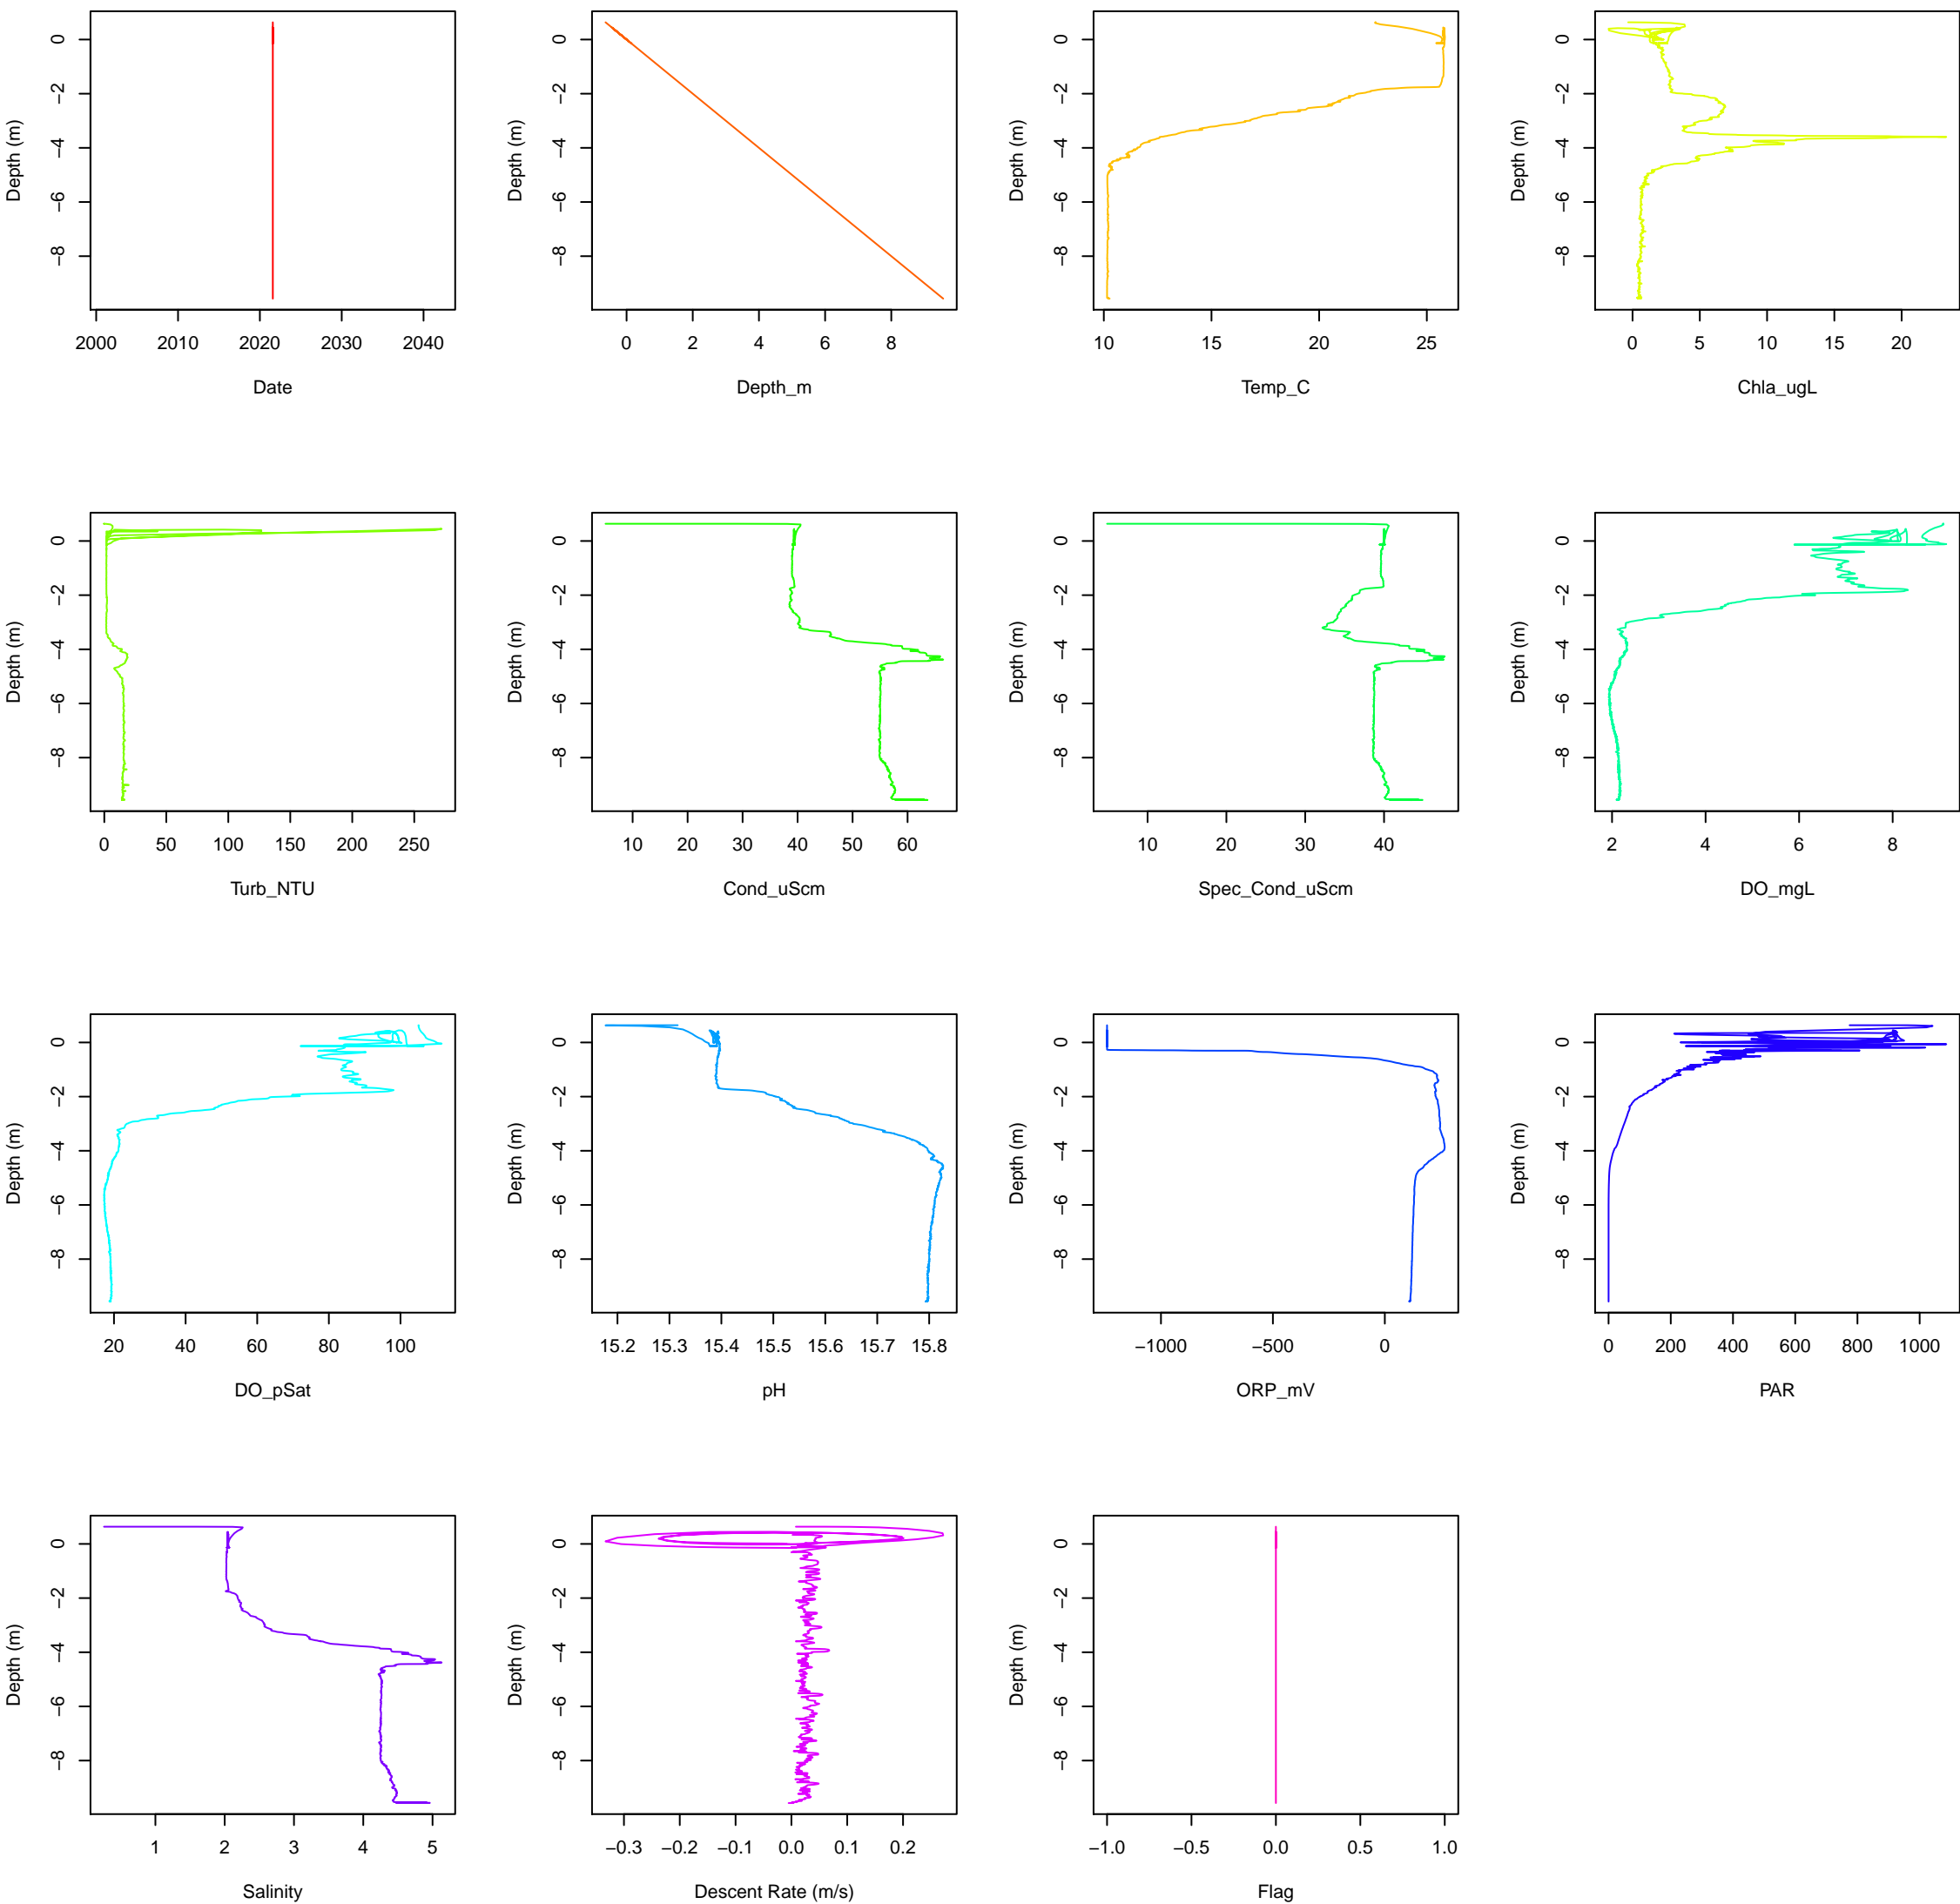 Depth (m)
0
−2
−4
−6
−8
2000 2010 2020 2030 2040
Date
Depth (m)
0
−2
−4
−6
−8
0 2 4 6 8
Depth_m
Depth (m)
0
−2
−4
−6
−8
10 15 20 25
Temp_C
Depth (m)
0
−2
−4
−6
−8
0 5 10 15 20
Chla_ugL
Depth (m)
0
−2
−4
−6
−8
0 50 100 150 200 250
Turb_NTU
Depth (m)
0
−2
−4
−6
−8
10 20 30 40 50 60
Cond_uScm
Depth (m)
0
−2
−4
−6
−8
10 20 30 40
Spec_Cond_uScm
Depth (m)
0
−2
−4
−6
−8
2 4 6 8
DO_mgL
Depth (m)
0
−2
−4
−6
−8
20 40 60 80 100
DO_pSat
Depth (m)
0
−2
−4
−6
−8
15.2 15.3 15.4 15.5 15.6 15.7 15.8
pH
Depth (m)
0
−2
−4
−6
−8
−1000 −500 0
ORP_mV
Depth (m)
0
−2
−4
−6
−8
0 200 400 600 800 1000
PAR
Depth (m)
0
−2
−4
−6
−8
1 2 3 4 5
Salinity
Depth (m)
0
−2
−4
−6
−8
−0.3 −0.2 −0.1 0.0 0.1 0.2
Descent Rate (m/s)
Depth (m)
0
−2
−4
−6
−8
−1.0 −0.5 0.0 0.5 1.0
Flag